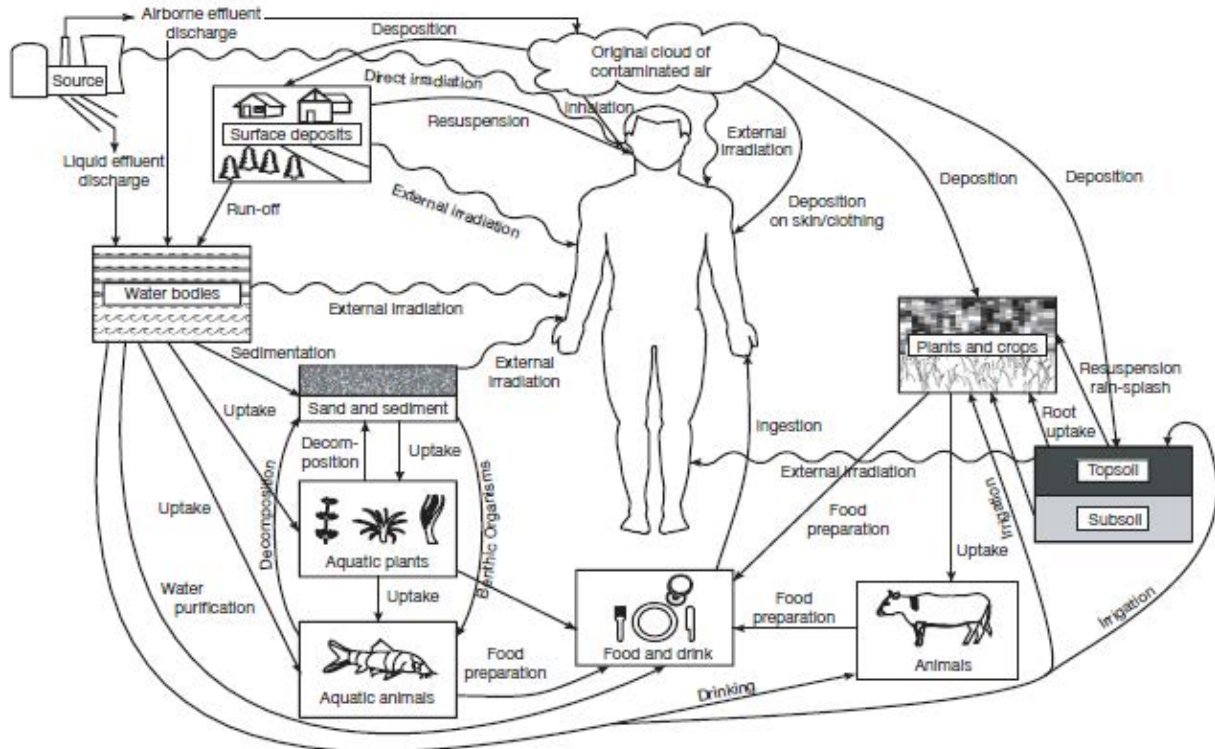 Airborne effluent
discharge
Source
Desposition
Original cloud of
contaminated air
Direct irradiation
Inhalation
Surface deposits
Resuspension
External
irradiation
Liquid effluent
discharge
Deposition
Deposition
Deposition
on skin/clothing
Run-off
External irradiation
Water bodies
External irradiation
Plants and crops
Sedimentation
External
irradiation
Resuspension
rain-splash
Sand and sediment
Uptake
Ingestion
Root
uptake
Decom-
position
Uptake
External irradiation
Topsoil
Subsoil
Uptake
Decomposition
Benthic Organisms
Irrigation
Food
preparation
Aquatic plants
Uptake
Water
purification
Uptake
Food
preparation
Irrigation
Food and drink
Animals
Food
preparation
Aquatic animals
Drinking